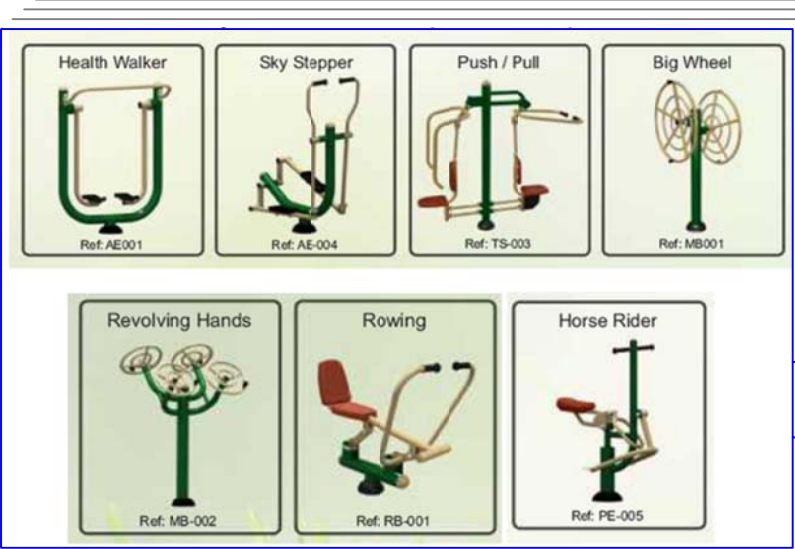 Health Walker
Ref: AE001
Sky Stepper
Ref: AE-004
Push / Pull
Ref: TS-003
Big Wheel
Ref: MB001
Revolving Hands
Ref: MB-002
Rowing
Ref: RB-001
Horse Rider
Ref: PE-005